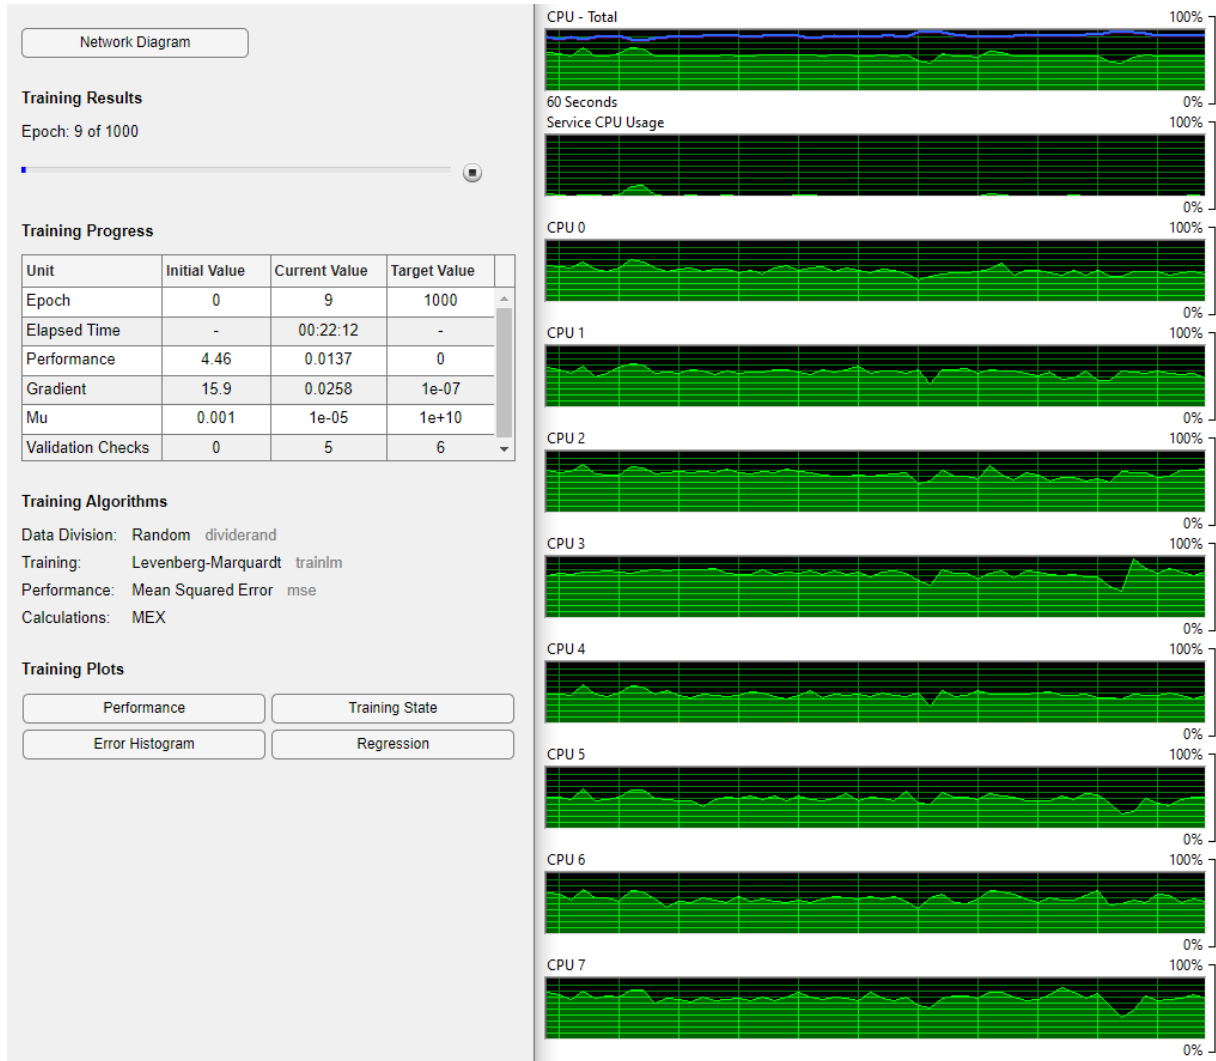 Network Diagram
Training Results
Epoch: 9 of 1000
Training Progress
Unit Initial Value Current Value Target Value
Epoch 0 9 1000
Elapsed Time - 00:22:12 -
Performance 4.46 0.0137 0
Gradient 15.9 0.0258 1e-07
Mu 0.001 1e-05 1e+10
Validation Checks 0 5 6
Training Algorithms
Data Division: Random dividerand
Training: Levenberg-Marquardt trainlm
Performance: Mean Squared Error mse
Calculations: MEX
Training Plots
Performance Training State
Error Histogram Regression
CPU - Total 100%
60 Seconds 0%
Service CPU Usage 100%
0%
CPU 0 100%
0%
CPU 1 100%
0%
CPU 2 100%
0%
CPU 3 100%
0%
CPU 4 100%
0%
CPU 5 100%
0%
CPU 6 100%
0%
CPU 7 100%
0%